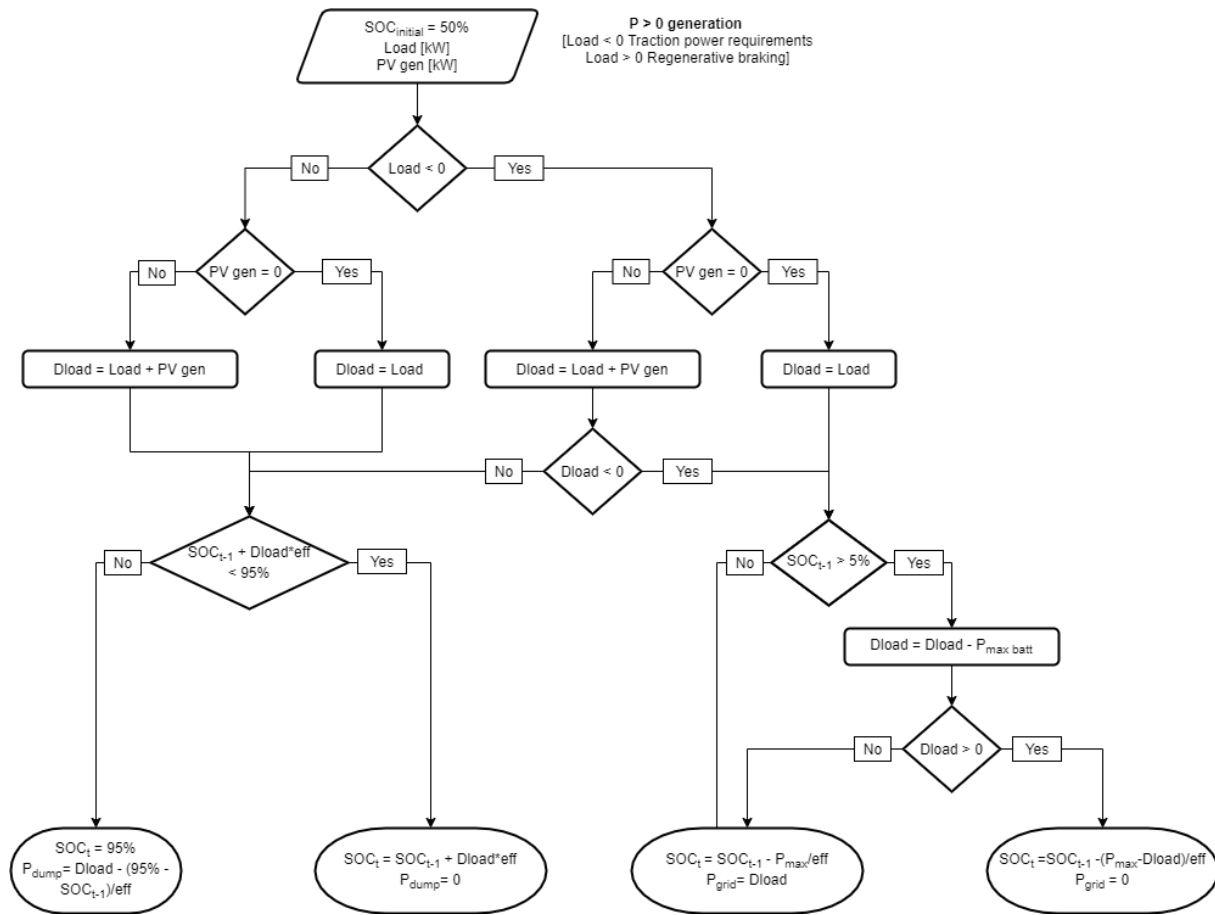 SOCinitial = 50%
Load [kW]
PV gen [kW]
P > 0 generation
[Load < 0 Traction power requirements
Load > 0 Regenerative braking]
No
Load < 0
Yes
No
PV gen = 0
Yes
No
PV gen = 0
Yes
Dload = Load + PV gen
Dload = Load
Dload = Load + PV gen
Dload = Load
No
Dload < 0
Yes
No
SOCt-1 + Dload*eff
< 95%
Yes
No
SOCt-1 > 5%
Yes
Dload = Dload - Pmax batt
No
Dload > 0
Yes
SOCt = 95%
Pdump= Dload - (95% -
SOCt-1)/eff
SOCt = SOCt-1 + Dload*eff
Pdump= 0
SOCt = SOCt-1 - Pmax/eff
Pgrid= Dload
SOCt =SOCt-1 -(Pmax-Dload)/eff
Pgrid = 0